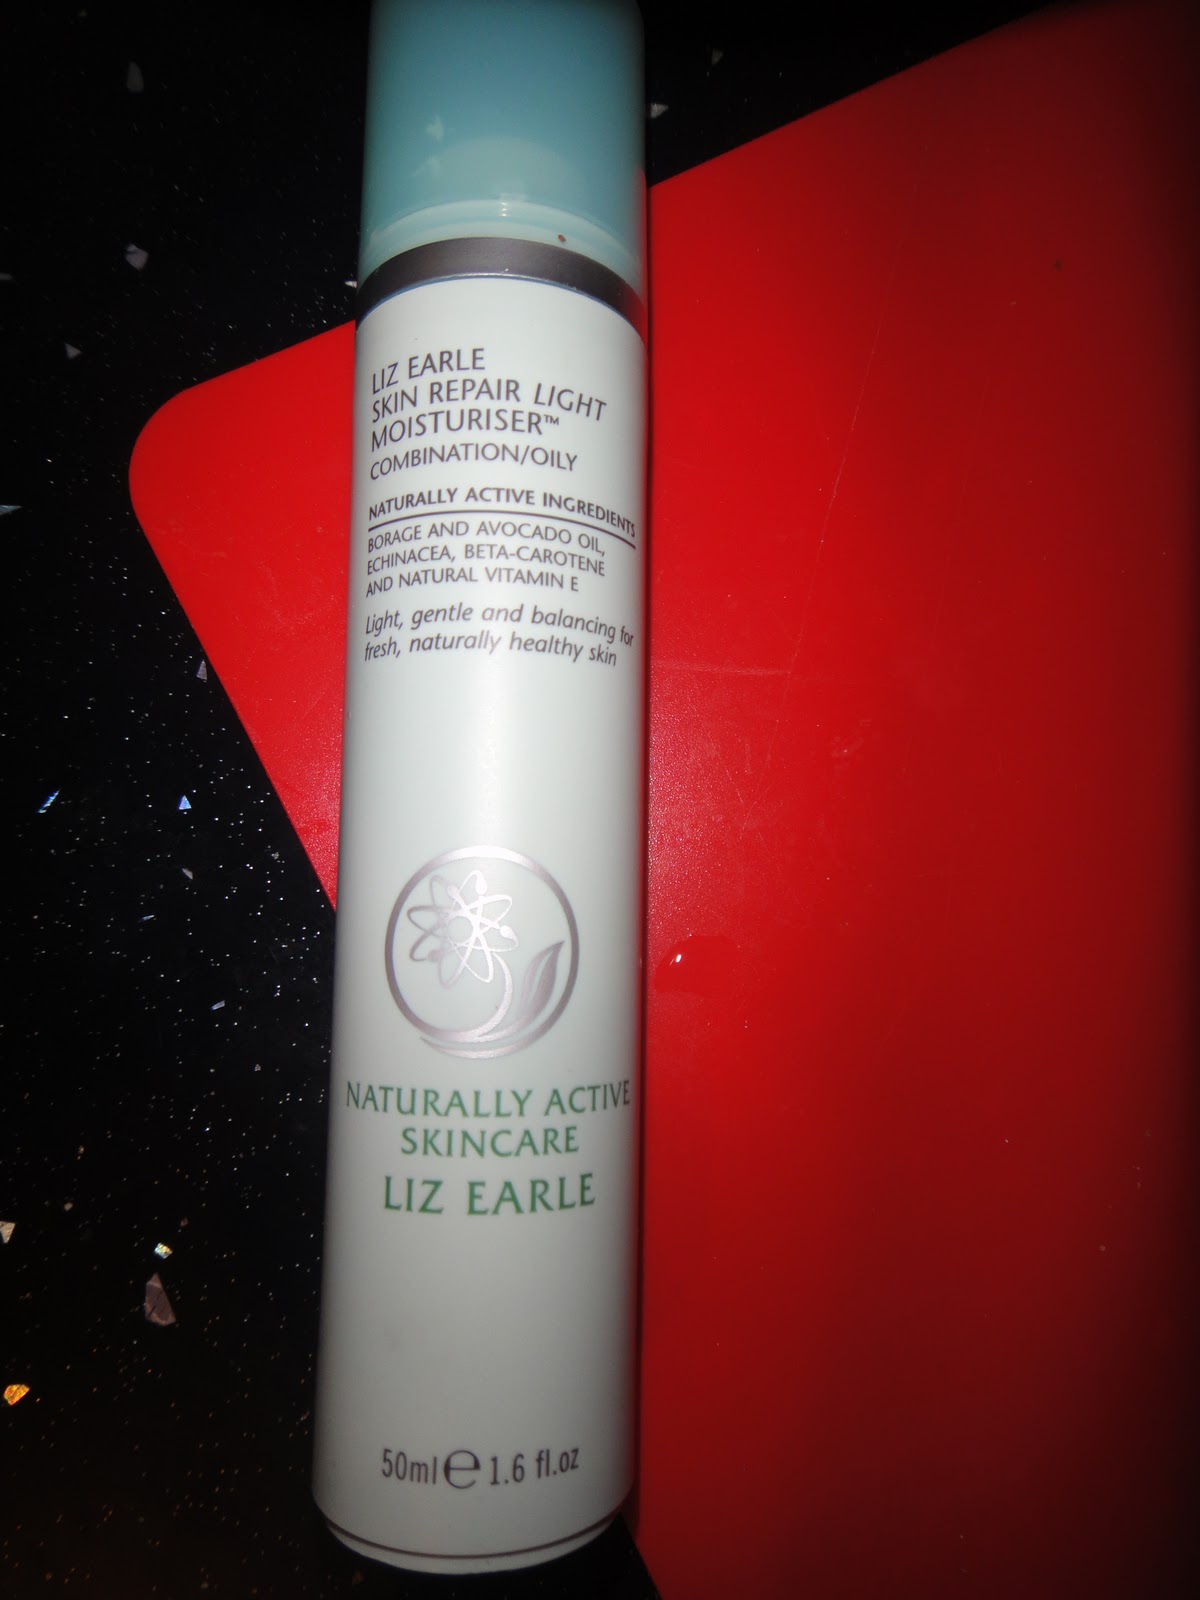 LIZ EARLE
SKIN REPAIR LIGHT
MOISTURISER™
COMBINATION/OILY
NATURALLY ACTIVE INGREDIENTS
BORAGE AND AVOCADO OIL,
ECHINACEA, BETA-CAROTENE
AND NATURAL VITAMIN E
Light, gentle and balancing for
fresh, naturally healthy skin
NATURALLY ACTIVE
SKINCARE
LIZ EARLE
50ml ℮ 1.6 fl.oz